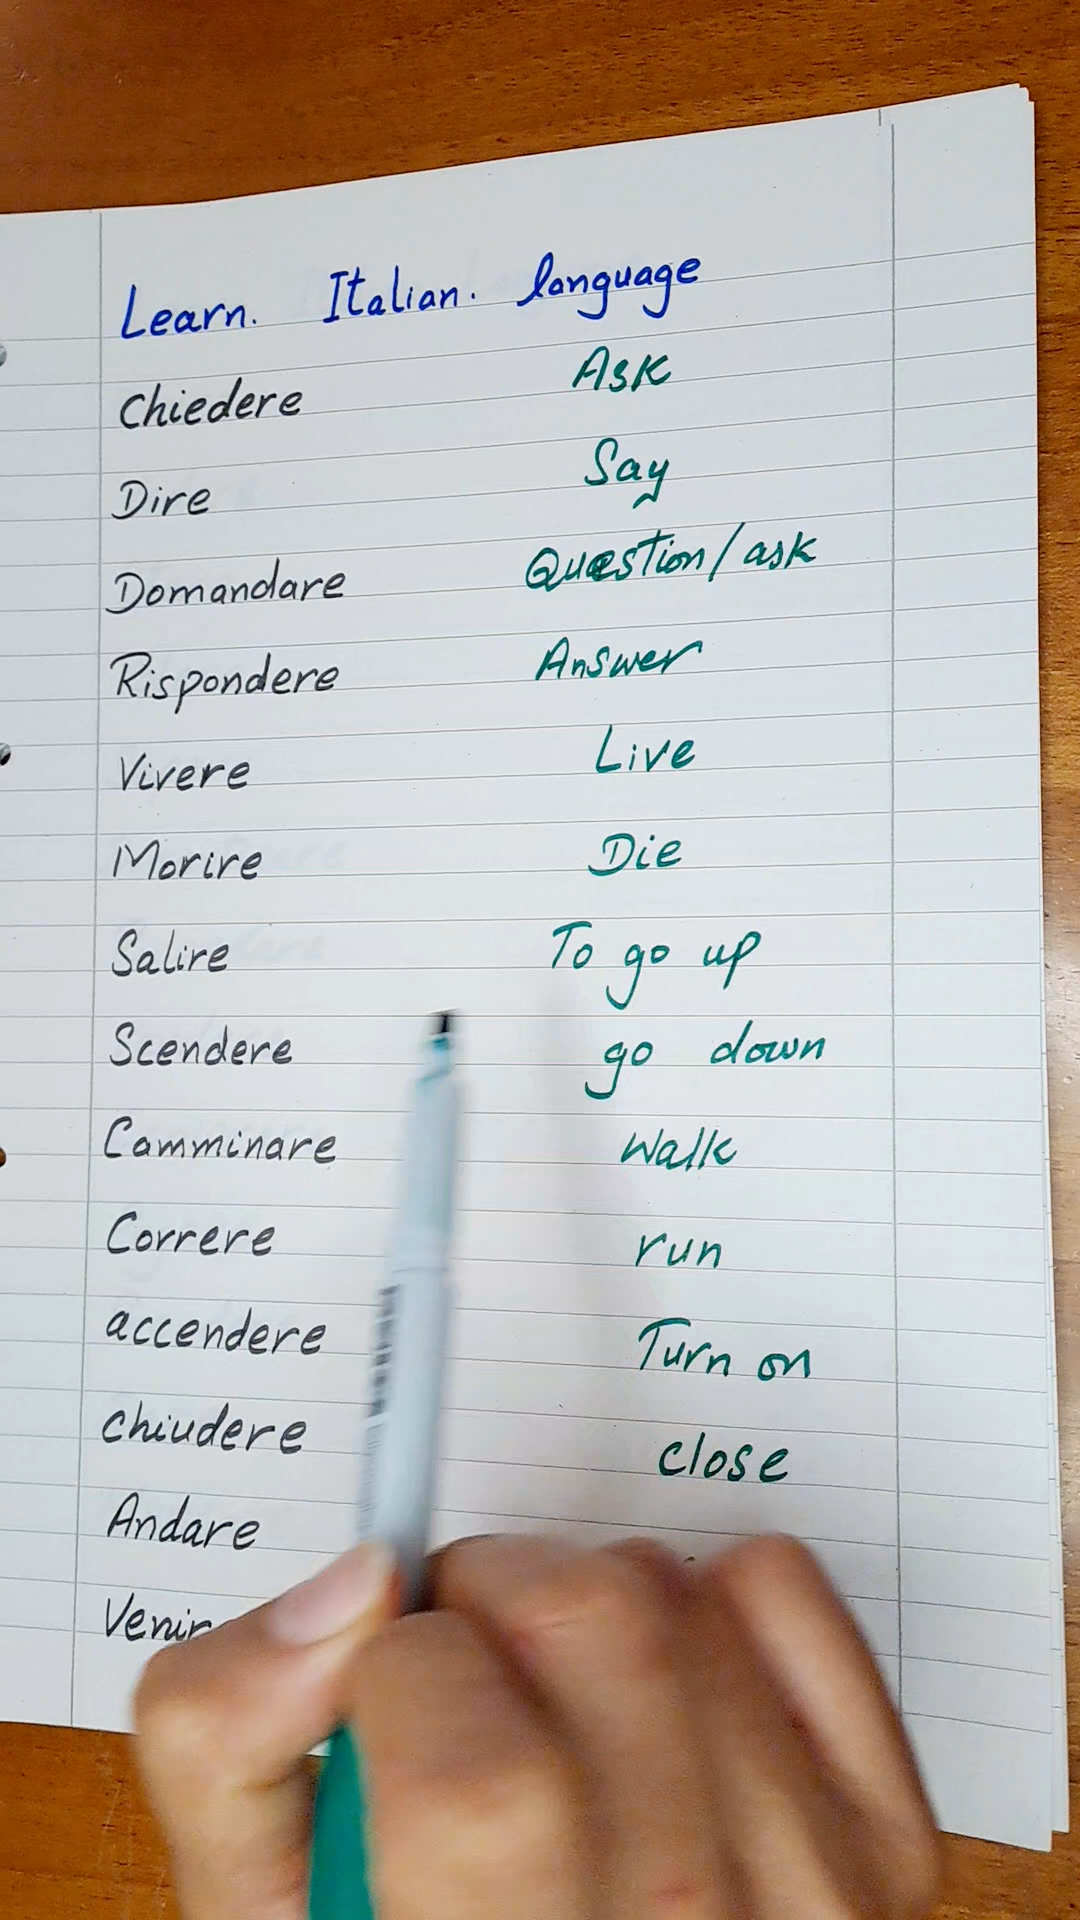 Learn. Italian. language
Chiedere Ask
Dire Say
Domandare Question/ask
Rispondere Answer
Vivere Live
Morire Die
Salire To go up
Scendere go down
Camminare Walk
Correre run
accendere Turn on
chiudere close
Andare